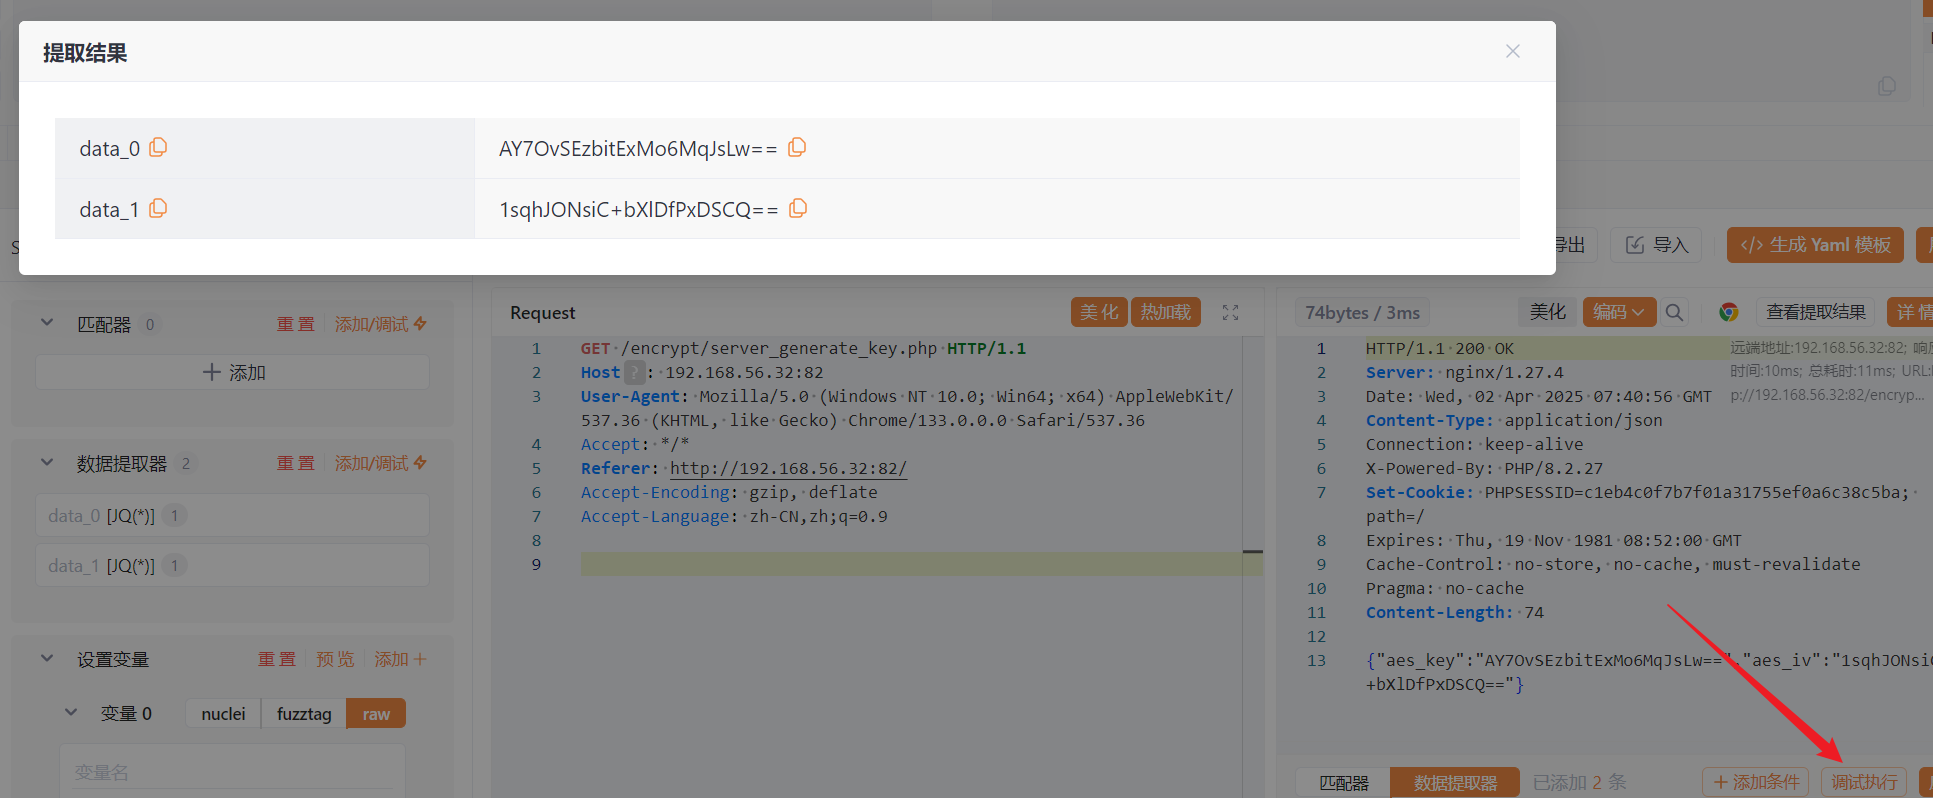 提取结果
data_0
AY7OvSEzbitExMo6MqJsLw==
data_1
1sqhJONsiC+bXlDfPxDSCQ==
导出
导入
</> 生成 Yaml 模板
匹配器 0
重置
添加/调试
+ 添加
数据提取器 2
重置
添加/调试
data_0 [JQ(*)] 1
data_1 [JQ(*)] 1
设置变量
重置
预览
添加 +
变量 0
nuclei
fuzztag
raw
变量名
Request
美化
热加载
1 GET /encrypt/server_generate_key.php HTTP/1.1
2 Host ? : 192.168.56.32:82
3 User-Agent: Mozilla/5.0 (Windows NT 10.0; Win64; x64) AppleWebKit/
537.36 (KHTML, like Gecko) Chrome/133.0.0.0 Safari/537.36
4 Accept: */*
5 Referer: http://192.168.56.32:82/
6 Accept-Encoding: gzip, deflate
7 Accept-Language: zh-CN,zh;q=0.9
8
9
74bytes / 3ms
美化
编码
查看提取结果
详情
1 HTTP/1.1 200 OK
远端地址:192.168.56.32:82; 响
时间:10ms; 总耗时:11ms; URL:
p://192.168.56.32:82/encryp...
2 Server: nginx/1.27.4
3 Date: Wed, 02 Apr 2025 07:40:56 GMT
4 Content-Type: application/json
5 Connection: keep-alive
6 X-Powered-By: PHP/8.2.27
7 Set-Cookie: PHPSESSID=c1eb4c0f7b7f01a31755ef0a6c38c5ba;
path=/
8 Expires: Thu, 19 Nov 1981 08:52:00 GMT
9 Cache-Control: no-store, no-cache, must-revalidate
10 Pragma: no-cache
11 Content-Length: 74
12
13 {"aes_key":"AY7OvSEzbitExMo6MqJsLw==","aes_iv":"1sqhJONsiC
+bXlDfPxDSCQ=="}
匹配器
数据提取器
已添加 2 条
+ 添加条件
调试执行